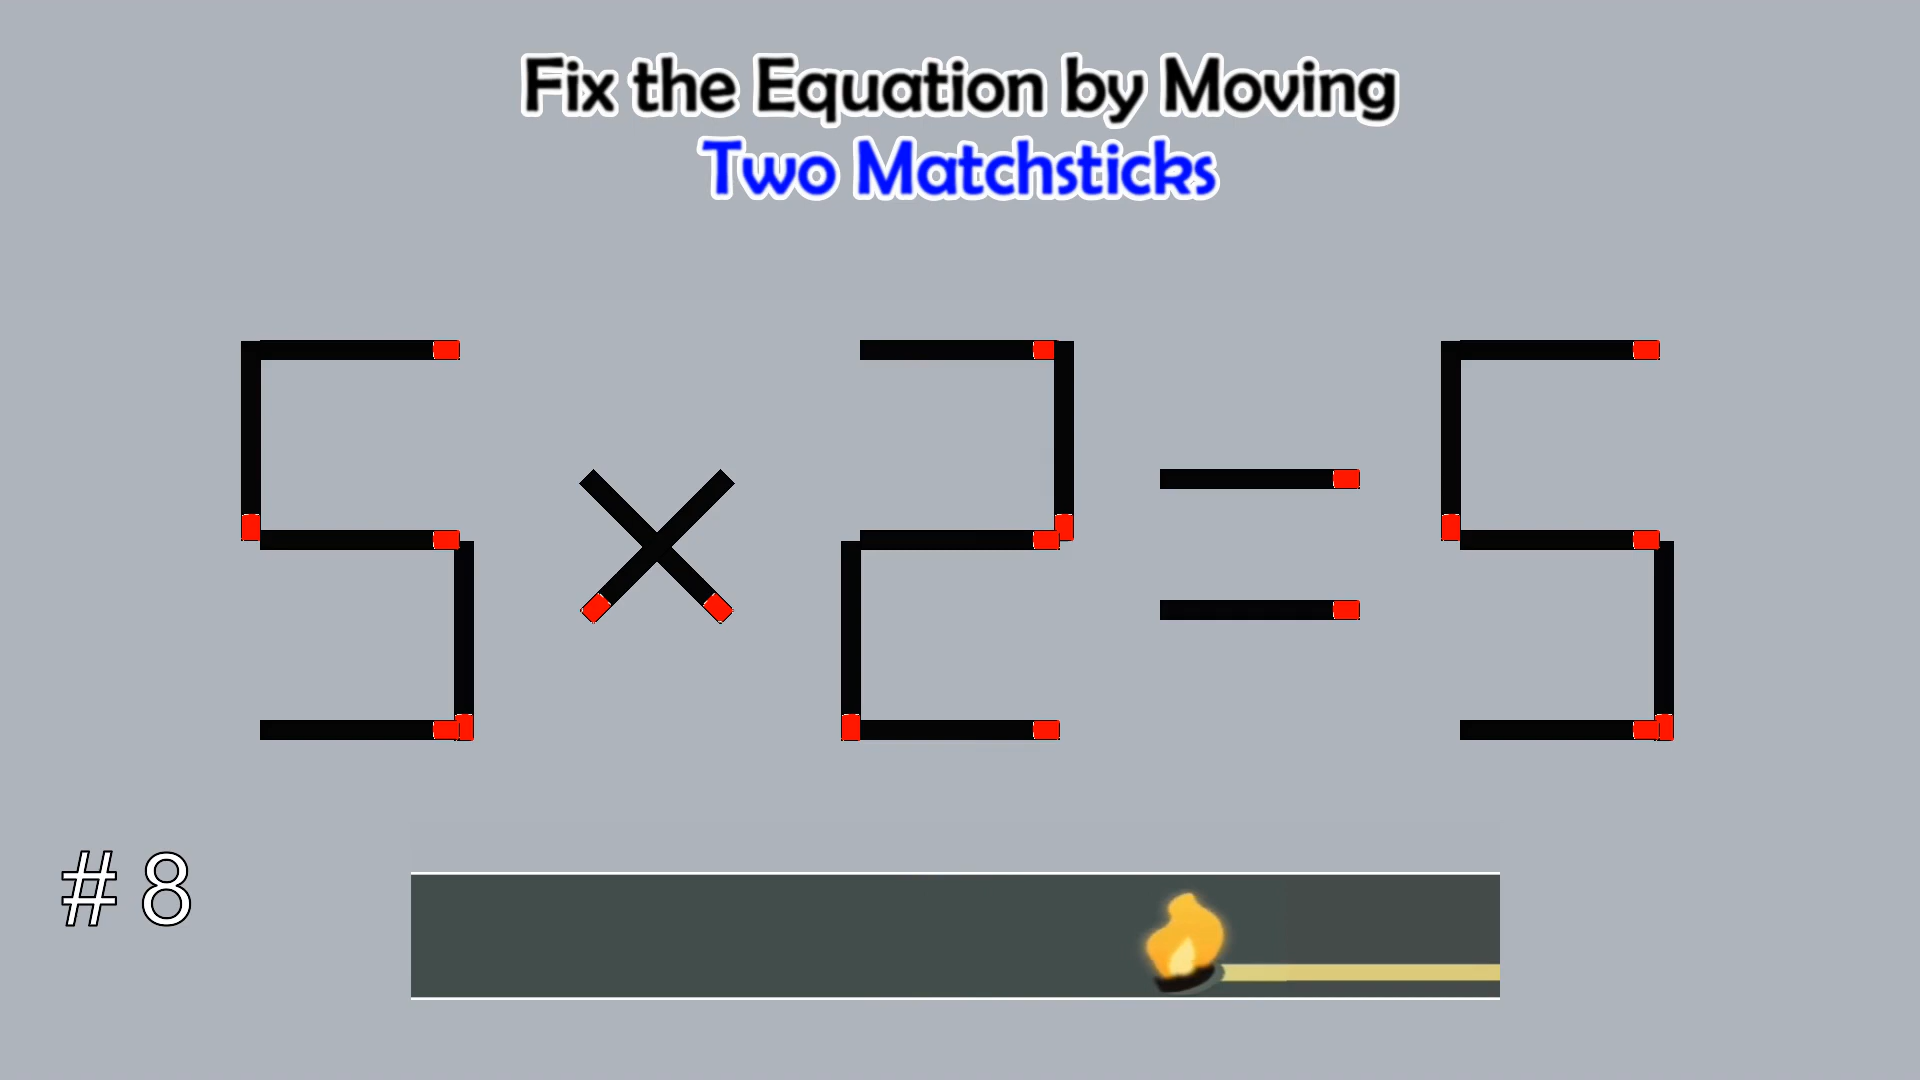 Fix the Equation by Moving
Two Matchsticks
5 × 2 = 5
# 8